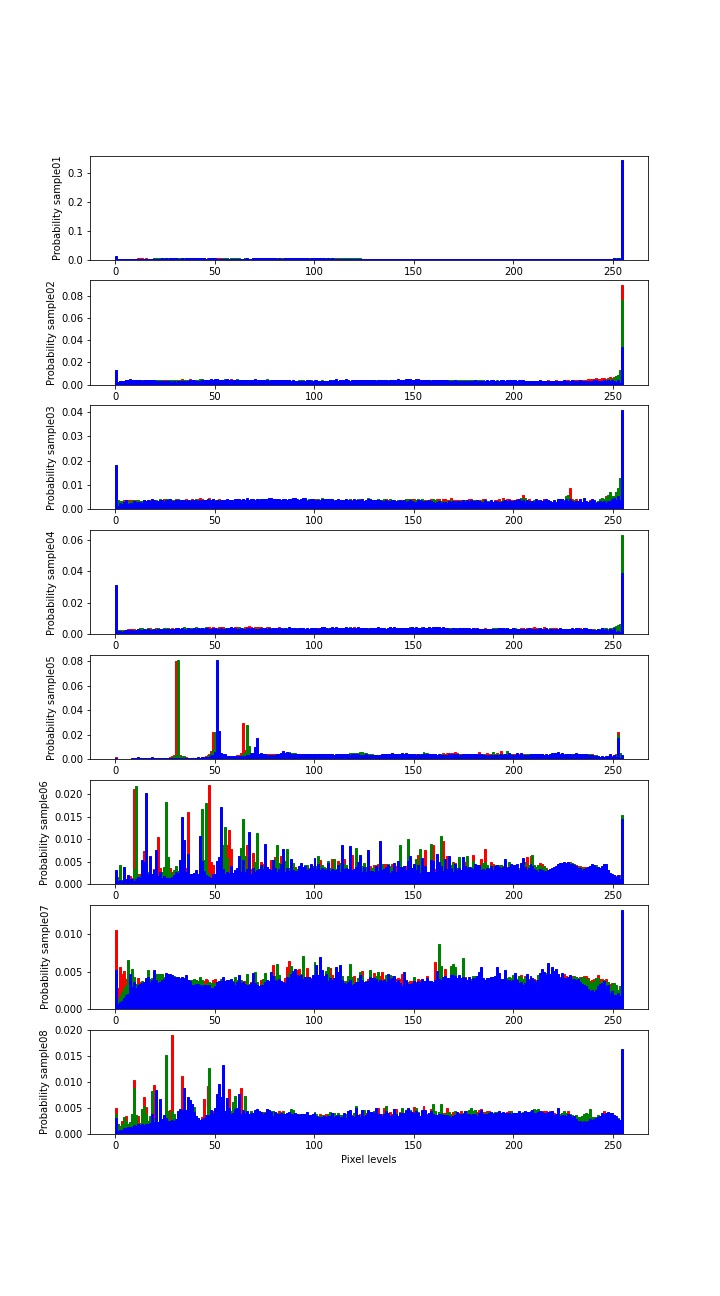 Probability sample01
0.3
0.2
0.1
0.0
0 50 100 150 200 250
Probability sample02
0.08
0.06
0.04
0.02
0.00
0 50 100 150 200 250
Probability sample03
0.04
0.03
0.02
0.01
0.00
0 50 100 150 200 250
Probability sample04
0.06
0.04
0.02
0.00
0 50 100 150 200 250
Probability sample05
0.08
0.06
0.04
0.02
0.00
0 50 100 150 200 250
Probability sample06
0.020
0.015
0.010
0.005
0.000
0 50 100 150 200 250
Probability sample07
0.010
0.005
0.000
0 50 100 150 200 250
Probability sample08
0.020
0.015
0.010
0.005
0.000
0 50 100 150 200 250
Pixel levels